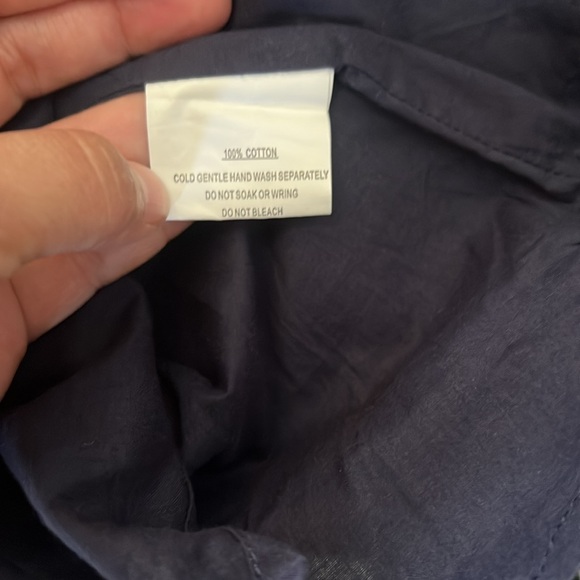 100% COTTON
COLD GENTLE HAND WASH SEPARATELY
DO NOT SOAK OR WRING
DO NOT BLEACH